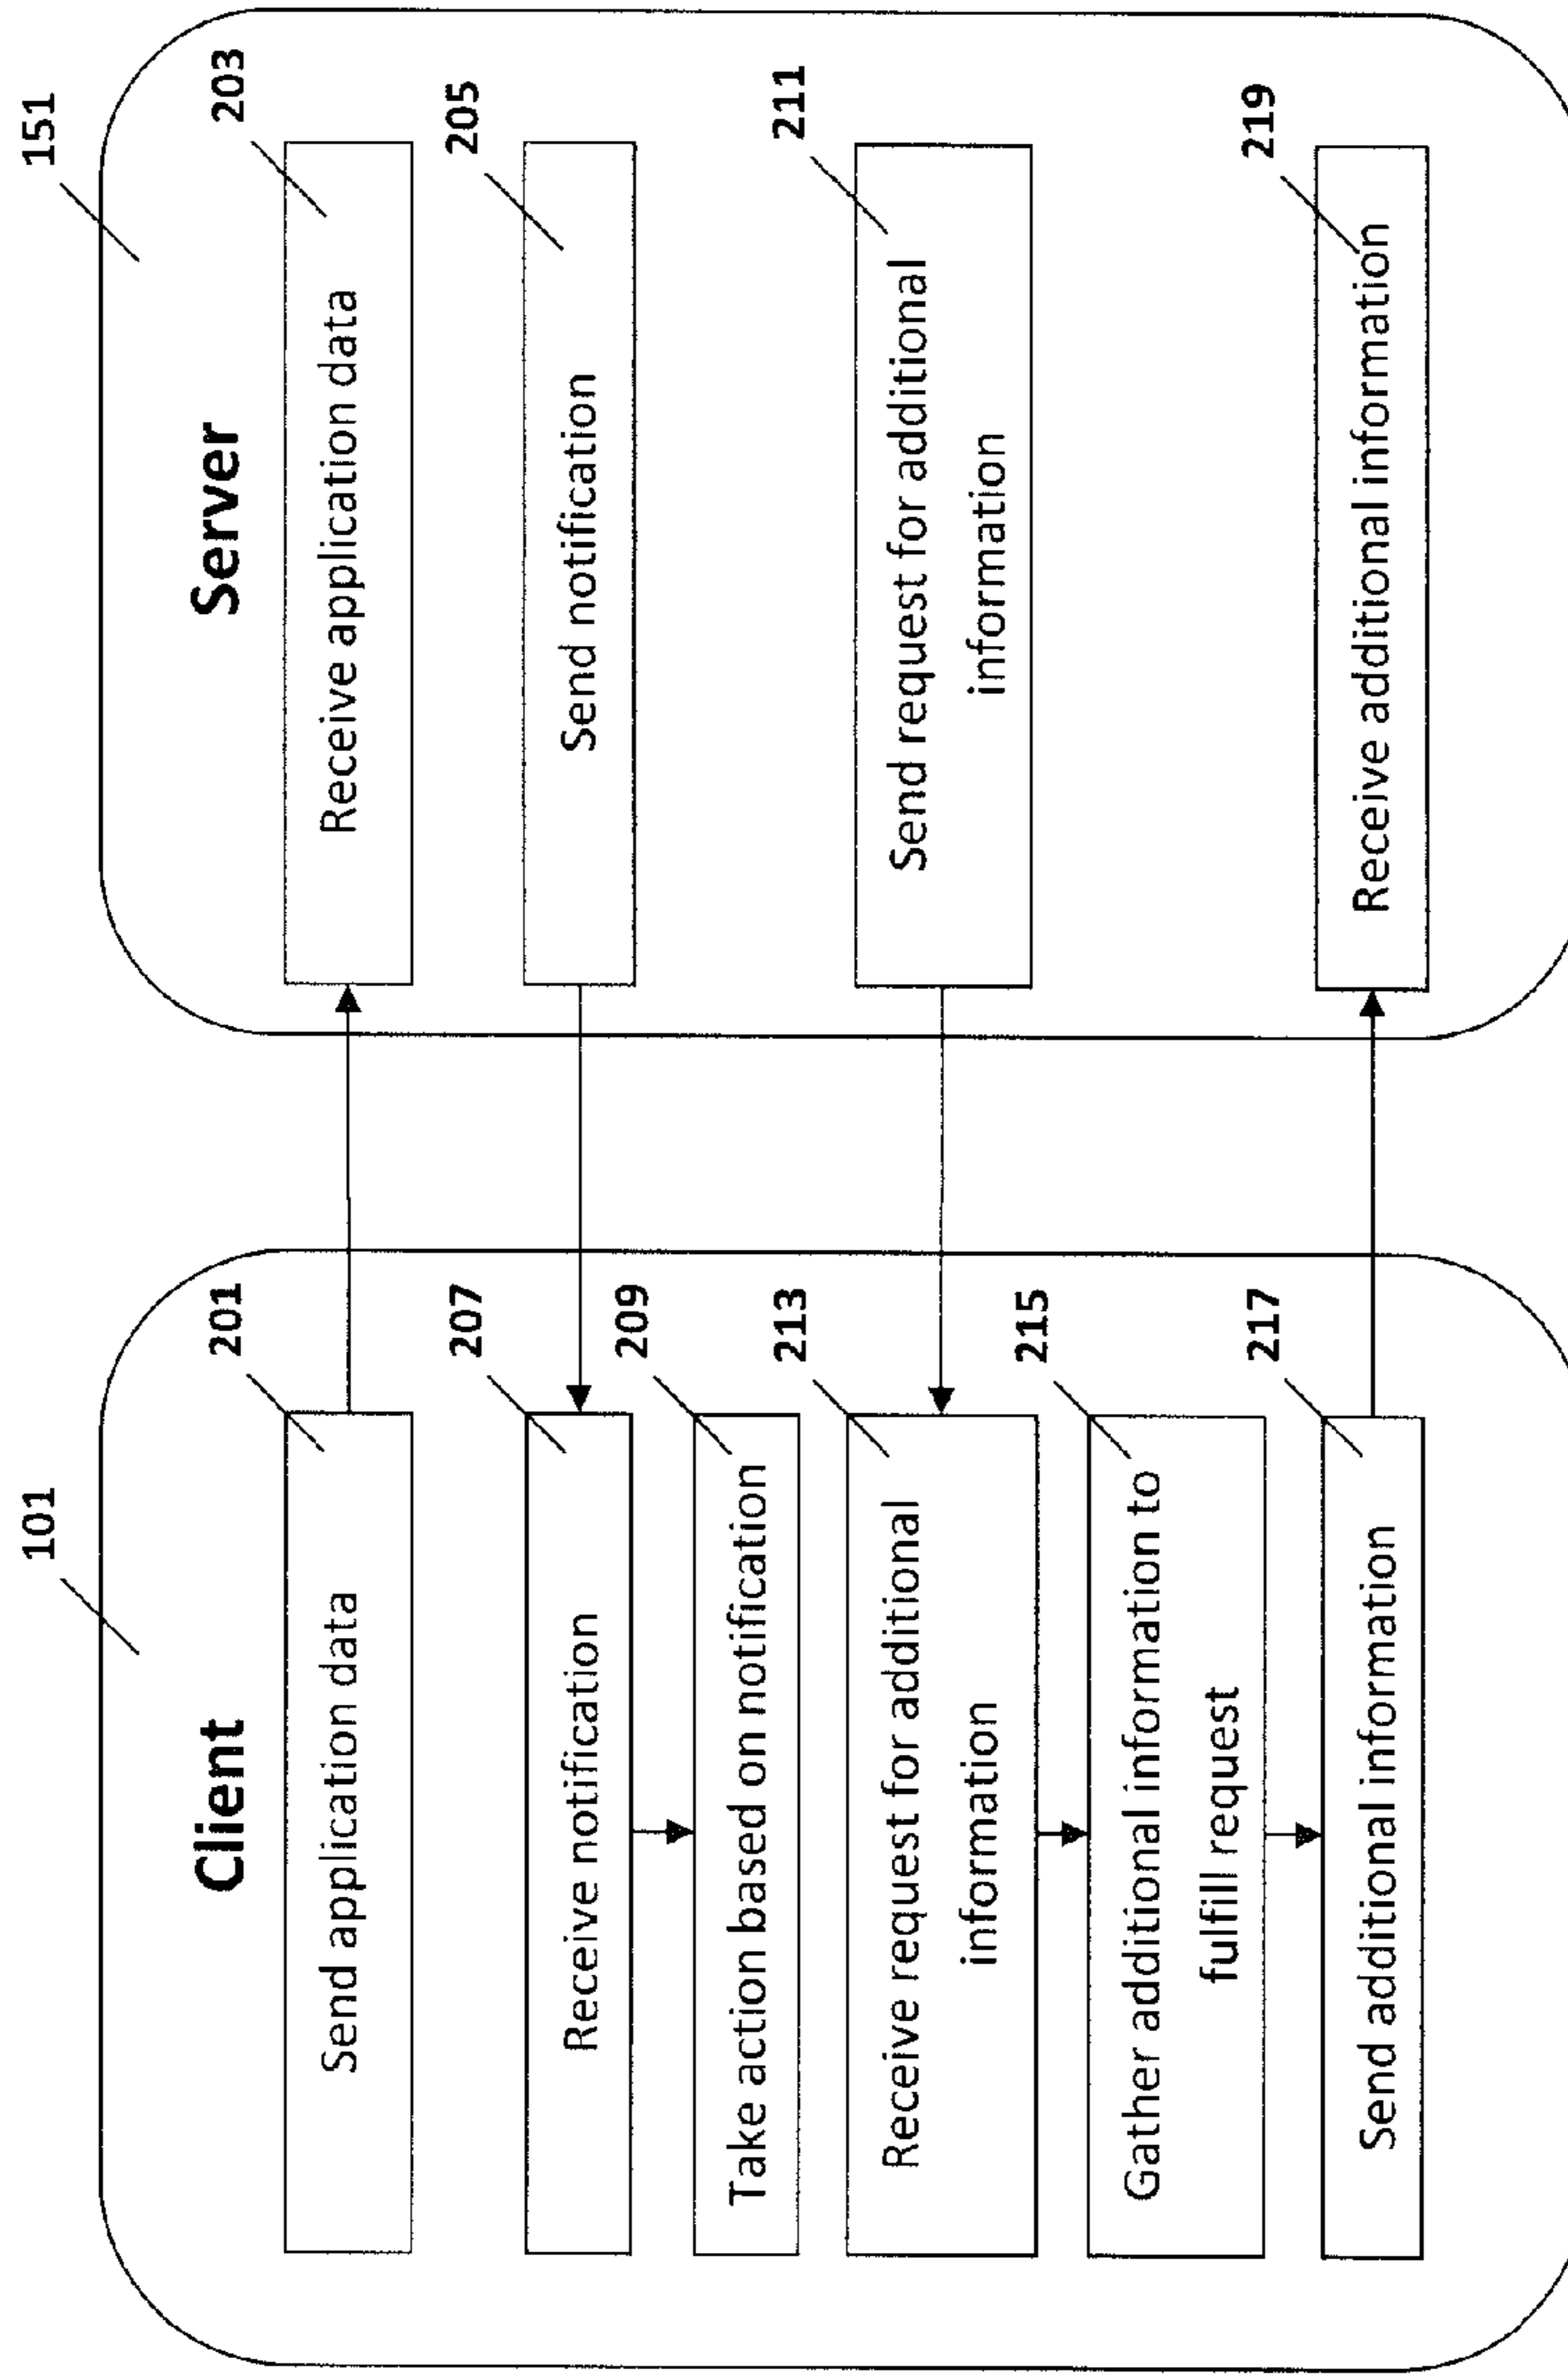 101
Client
201
Send application data
207
Receive notification
209
Take action based on notification
213
Receive request for additional
information
215
Gather additional information to
fulfill request
217
Send additional information
151
Server
203
Receive application data
205
Send notification
211
Send request for additional
information
219
Receive additional information